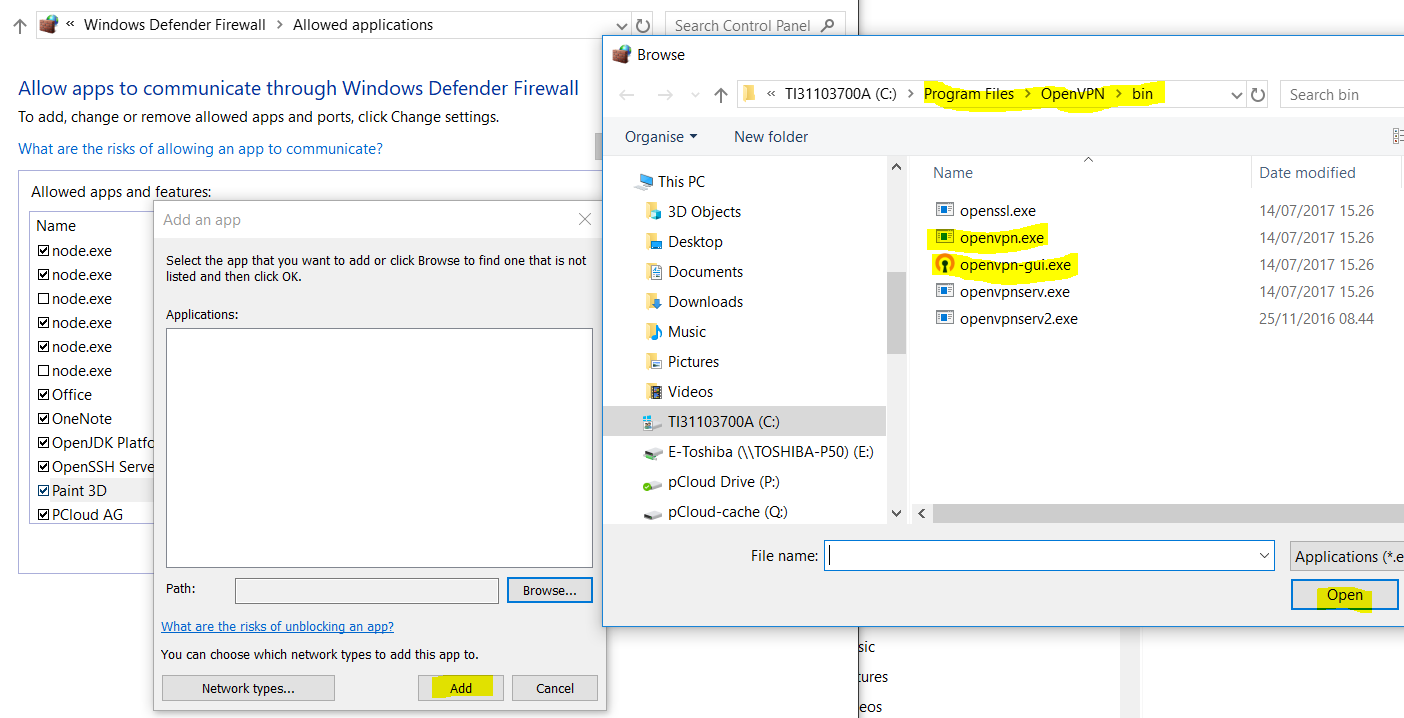 « Windows Defender Firewall > Allowed applications
Search Control Panel
Allow apps to communicate through Windows Defender Firewall
To add, change or remove allowed apps and ports, click Change settings.
What are the risks of allowing an app to communicate?
Allowed apps and features:
Name
node.exe
node.exe
node.exe
node.exe
node.exe
node.exe
Office
OneNote
OpenJDK Platfo
OpenSSH Serve
Paint 3D
PCloud AG
Add an app
Select the app that you want to add or click Browse to find one that is not
listed and then click OK.
Applications:
Path:
Browse...
What are the risks of unblocking an app?
You can choose which network types to add this app to.
Network types...
Add
Cancel
Browse
« TI31103700A (C:) > Program Files > OpenVPN > bin
Search bin
Organise
New folder
This PC
3D Objects
Desktop
Documents
Downloads
Music
Pictures
Videos
TI31103700A (C:)
E-Toshiba (\\TOSHIBA-P50) (E:)
pCloud Drive (P:)
pCloud-cache (Q:)
Name Date modified
openssl.exe 14/07/2017 15.26
openvpn.exe 14/07/2017 15.26
openvpn-gui.exe 14/07/2017 15.26
openvpnserv.exe 14/07/2017 15.26
openvpnserv2.exe 25/11/2016 08.44
File name:
Applications (*.e
Open
sic
tures
eos